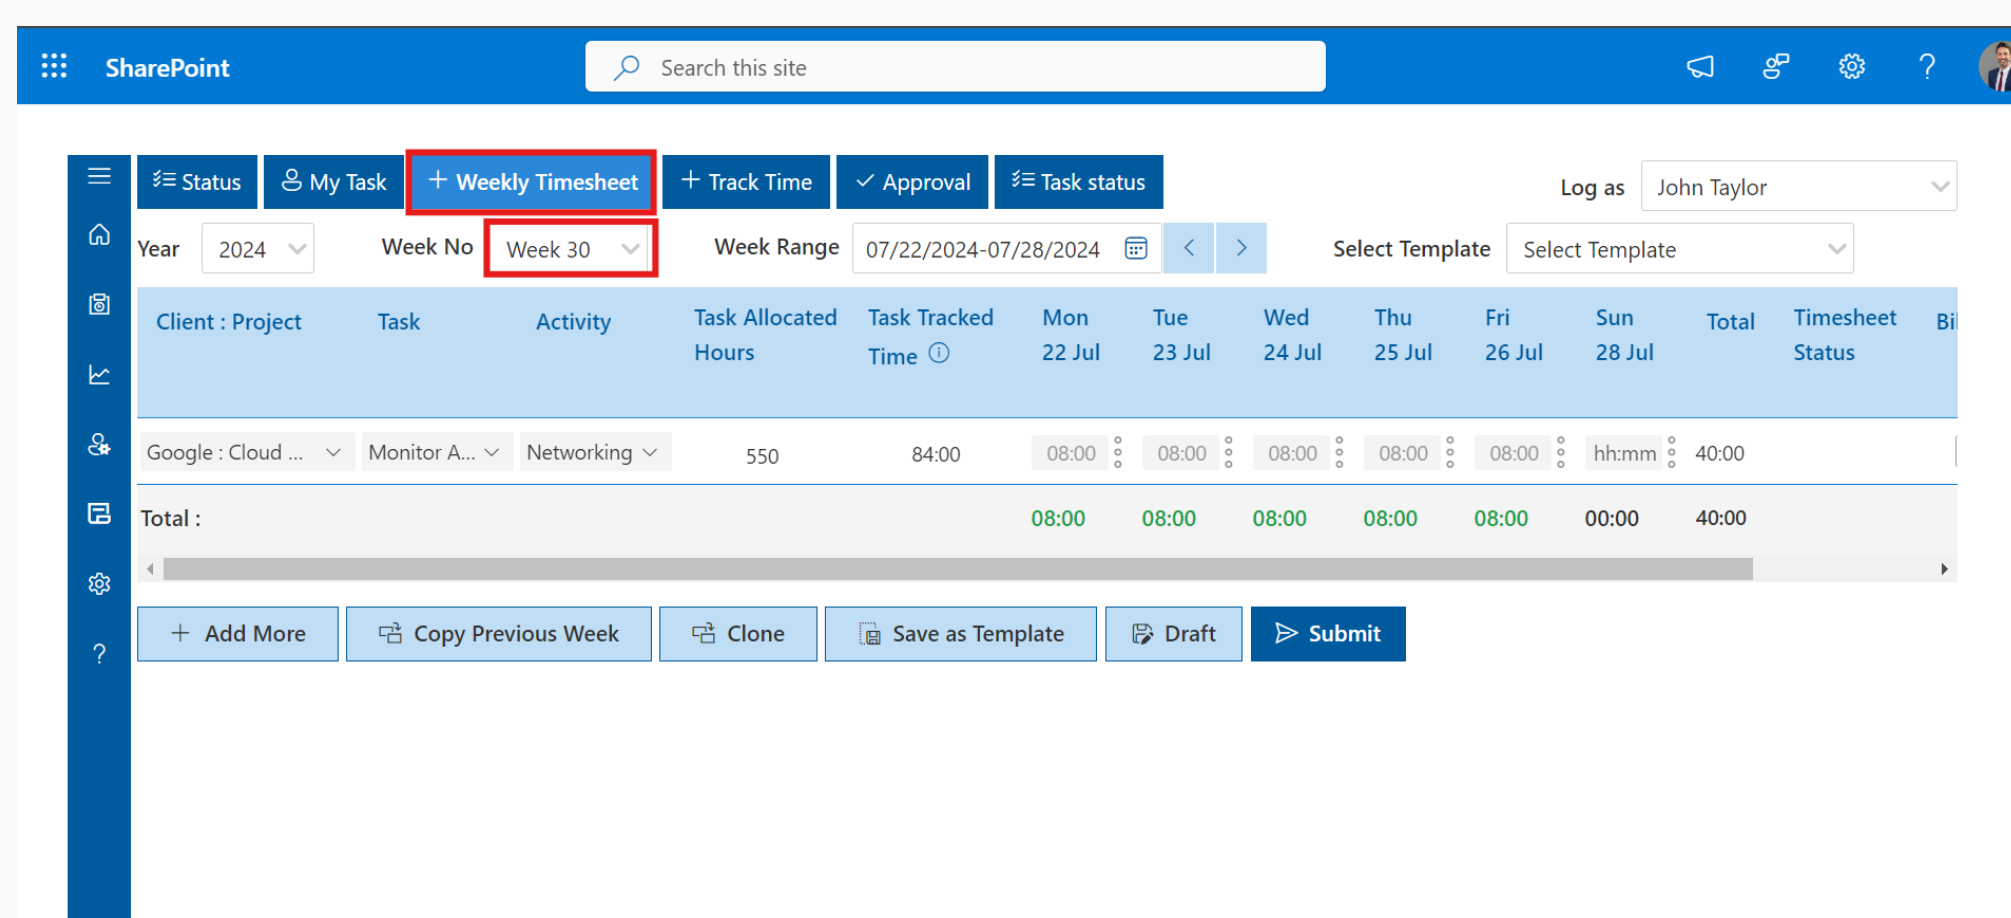 SharePoint
Search this site
?
Status
My Task
+ Weekly Timesheet
+ Track Time
Approval
Task status
Log as
John Taylor
Year
2024
Week No
Week 30
Week Range
07/22/2024-07/28/2024
<
>
Select Template
Select Template
Client : Project
Task
Activity
Task Allocated
Hours
Task Tracked
Time
Mon
22 Jul
Tue
23 Jul
Wed
24 Jul
Thu
25 Jul
Fri
26 Jul
Sun
28 Jul
Total
Timesheet
Status
Bi
Google : Cloud ...
Monitor A...
Networking
550
84:00
08:00
08:00
08:00
08:00
08:00
hh:mm
40:00
Total :
08:00
08:00
08:00
08:00
08:00
00:00
40:00
+ Add More
Copy Previous Week
Clone
Save as Template
Draft
Submit
?